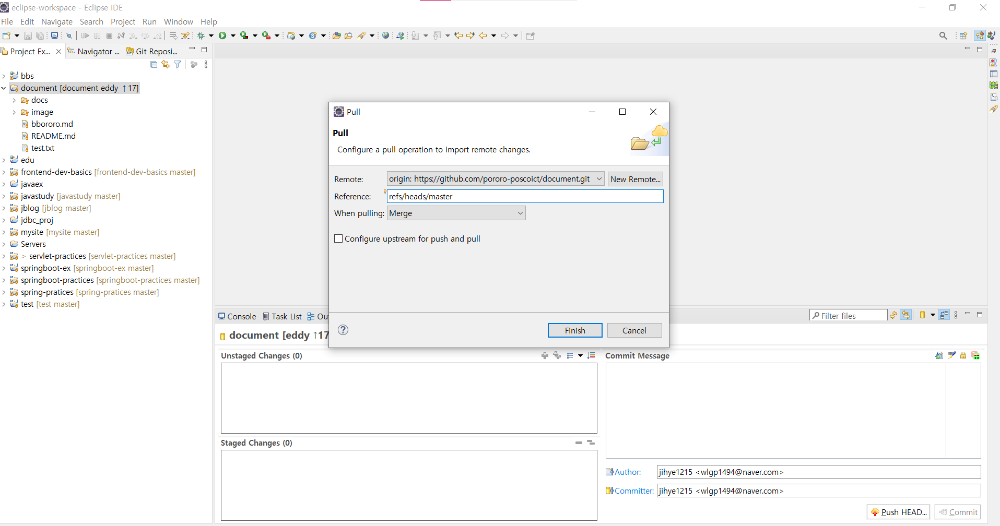 eclipse-workspace - Eclipse IDE
File Edit Navigate Search Project Run Window Help
Project Ex... Navigator ... Git Reposi...
bbs
document [document eddy ↑17]
docs
image
bbororo.md
README.md
test.txt
edu
frontend-dev-basics [frontend-dev-basics master]
javaex
javastudy [javastudy master]
jblog [jblog master]
jdbc_proj
mysite [mysite master]
Servers
> servlet-practices [servlet-practices master]
springboot-ex [springboot-ex master]
springboot-practices [springboot-practices master]
spring-pratices [spring-pratices master]
test [test master]
Pull
Pull
Configure a pull operation to import remote changes.
Remote: origin: https://github.com/pororo-poscoict/document.git New Remote...
Reference: refs/heads/master
When pulling: Merge
Configure upstream for push and pull
Finish Cancel
Console Task List Ou
Filter files
document [eddy ↑17
Unstaged Changes (0)
Staged Changes (0)
Commit Message
Author: jihye1215 <wlgp1494@naver.com>
Committer: jihye1215 <wlgp1494@naver.com>
Push HEAD... Commit